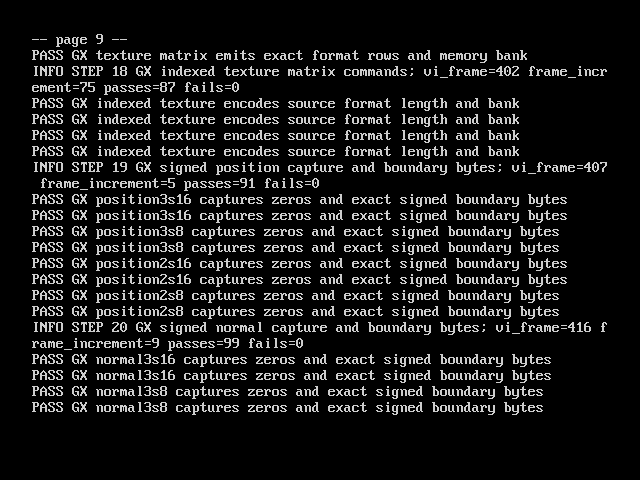 -- page 9 --
PASS GX texture matrix emits exact format rows and memory bank
INFO STEP 18 GX indexed texture matrix commands; vi_frame=402 frame_incr
ement=75 passes=87 fails=0
PASS GX indexed texture encodes source format length and bank
PASS GX indexed texture encodes source format length and bank
PASS GX indexed texture encodes source format length and bank
PASS GX indexed texture encodes source format length and bank
INFO STEP 19 GX signed position capture and boundary bytes; vi_frame=407
 frame_increment=5 passes=91 fails=0
PASS GX position3s16 captures zeros and exact signed boundary bytes
PASS GX position3s16 captures zeros and exact signed boundary bytes
PASS GX position3s8 captures zeros and exact signed boundary bytes
PASS GX position3s8 captures zeros and exact signed boundary bytes
PASS GX position2s16 captures zeros and exact signed boundary bytes
PASS GX position2s16 captures zeros and exact signed boundary bytes
PASS GX position2s8 captures zeros and exact signed boundary bytes
PASS GX position2s8 captures zeros and exact signed boundary bytes
INFO STEP 20 GX signed normal capture and boundary bytes; vi_frame=416 f
rame_increment=9 passes=99 fails=0
PASS GX normal3s16 captures zeros and exact signed boundary bytes
PASS GX normal3s16 captures zeros and exact signed boundary bytes
PASS GX normal3s8 captures zeros and exact signed boundary bytes
PASS GX normal3s8 captures zeros and exact signed boundary bytes